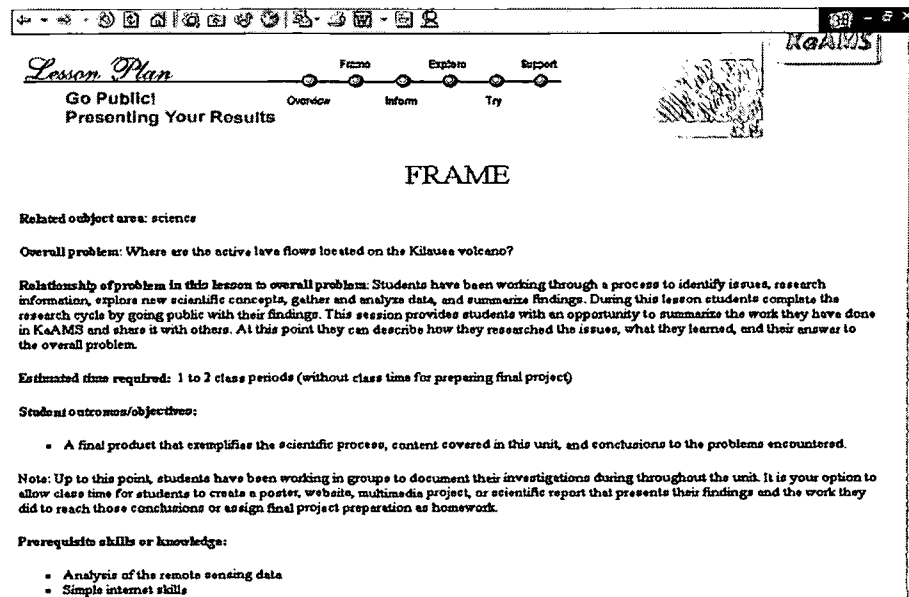 KaAMS
Lesson Plan
Frame Explore Support
Go Public!
Overview Inform Try
Presenting Your Results
FRAME
Related subject area: science
Overall problem: Where are the active lava flows located on the Kilauea volcano?
Relationship of problem in this lesson to overall problem: Students have been working through a process to identify issues, research
information, explore new scientific concepts, gather and analyze data, and summarize findings. During this lesson students complete the
research cycle by going public with their findings. This session provides students with an opportunity to summarize the work they have done
in KaAMS and share it with others. At this point they can describe how they researched the issues, what they learned, and their answer to
the overall problem.
Estimated time required: 1 to 2 class periods (without class time for preparing final project)
Student outcomes/objectives:
- A final product that exemplifies the scientific process, content covered in this unit, and conclusions to the problems encountered.
Note: Up to this point, students have been working in groups to document their investigations during throughout the unit. It is your option to
allow class time for students to create a poster, website, multimedia project, or scientific report that presents their findings and the work they
did to reach those conclusions or assign final project preparation as homework.
Prerequisite skills or knowledge:
- Analysis of the remote sensing data
- Simple internet skills